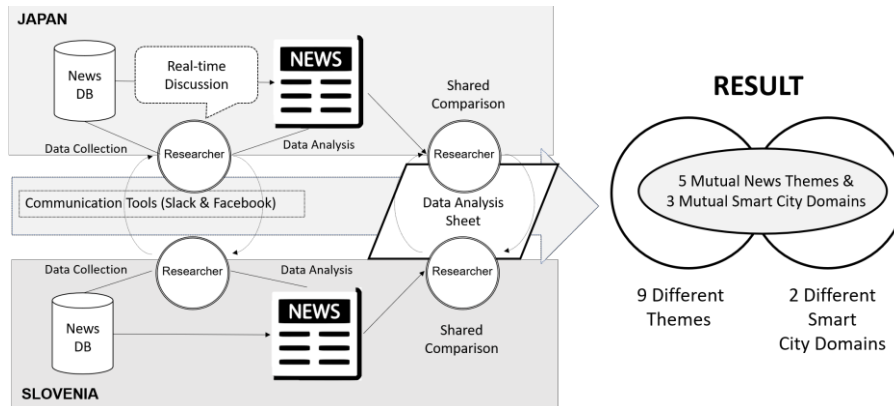 JAPAN
News
DB
Real-time
Discussion
NEWS
Shared
Comparison
Data Collection
Researcher
Data Analysis
Researcher
Communication Tools (Slack & Facebook)
Data Analysis
Sheet
Data Collection
Researcher
Data Analysis
Researcher
News
DB
NEWS
Shared
Comparison
SLOVENIA
RESULT
5 Mutual News Themes &
3 Mutual Smart City Domains
9 Different
Themes
2 Different
Smart
City Domains